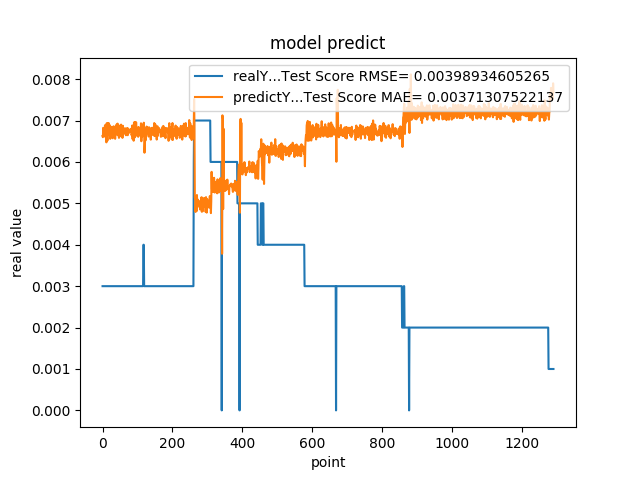 model predict
realY...Test Score RMSE= 0.00398934605265
predictY...Test Score MAE= 0.00371307522137
0.008
0.007
0.006
0.005
0.004
0.003
0.002
0.001
0.000
real value
0 200 400 600 800 1000 1200
point